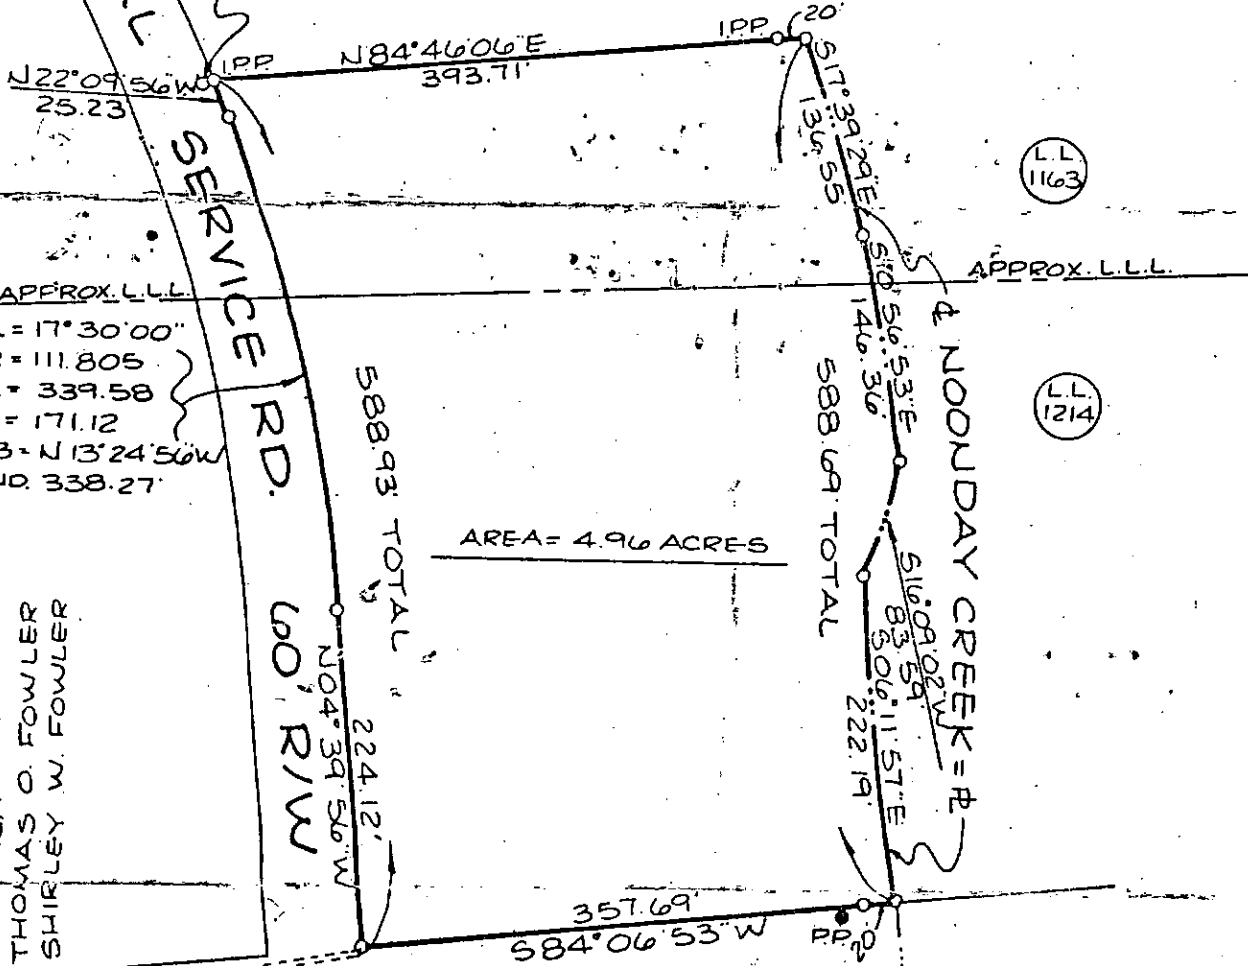 I.P.P.
20'
N84°46'06"E
393.71'
I.P.P.
N22°09'56"W
25.23
S17°39'29"E
136.55
L.L.
1163
SERVICE RD.
60' R/W
APPROX. L.L.L.
APPROX. L.L.L.
= 17°30'00"
= 111.805
= 339.58
= 171.12
= N 13°24'56"W
338.27'
S10°56'53"E
146.36
NOONDAY CREEK = PL
L.L.
1214
588.93' TOTAL
588.69' TOTAL
AREA = 4.96 ACRES
S16°09'02"W
83.59'
S06°11'57"E
222.19'
N04°39'56"W
224.12'
THOMAS O. FOWLER
SHIRLEY W. FOWLER
357.69'
S84°06'53"W